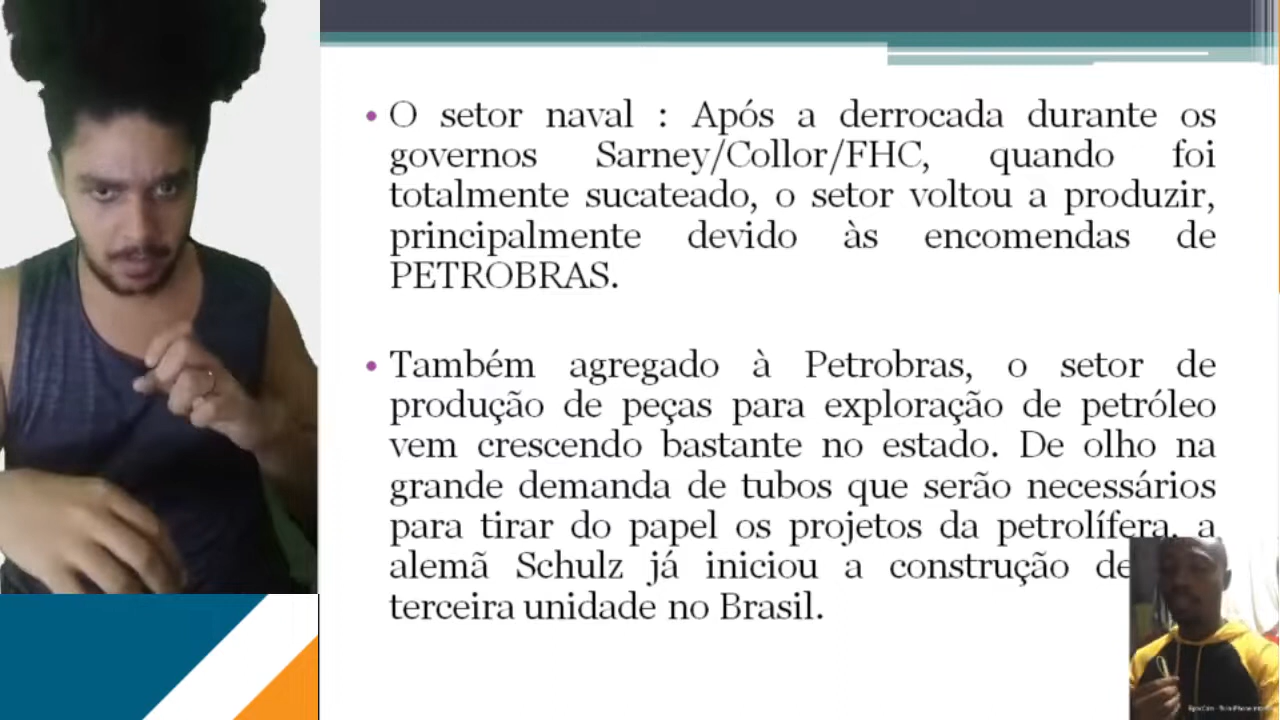 • O setor naval : Após a derrocada durante os
governos Sarney/Collor/FHC, quando foi
totalmente sucateado, o setor voltou a produzir,
principalmente devido às encomendas de
PETROBRAS.
• Também agregado à Petrobras, o setor de
produção de peças para exploração de petróleo
vem crescendo bastante no estado. De olho na
grande demanda de tubos que serão necessários
para tirar do papel os projetos da petrolífera, a
alemã Schulz já iniciou a construção de
terceira unidade no Brasil.